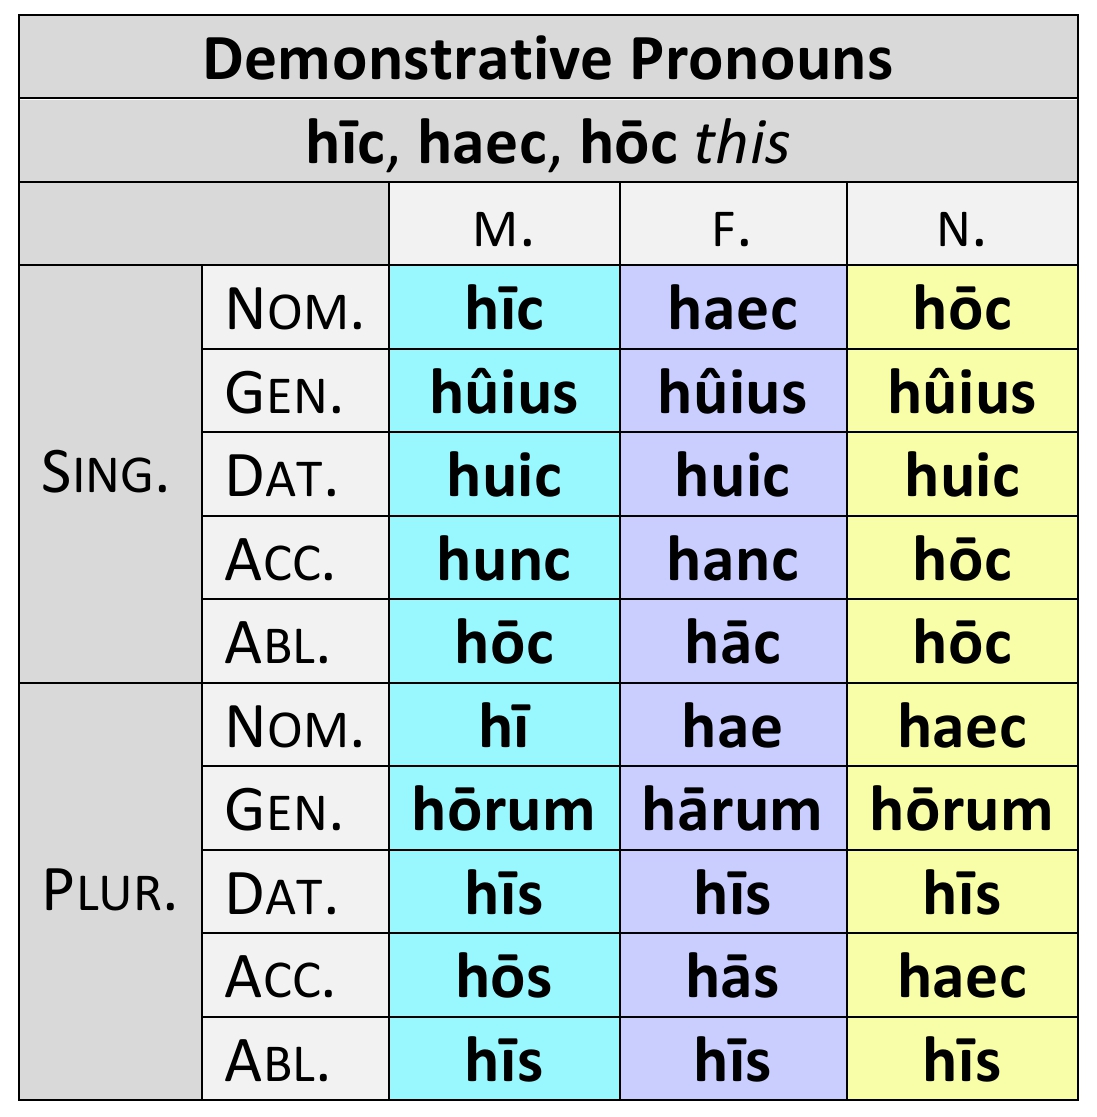 Demonstrative Pronouns
hīc, haec, hōc this
M. F. N.
SING.
NOM. hīc haec hōc
GEN. hûius hûius hûius
DAT. huic huic huic
ACC. hunc hanc hōc
ABL. hōc hāc hōc
PLUR.
NOM. hī hae haec
GEN. hōrum hārum hōrum
DAT. hīs hīs hīs
ACC. hōs hās haec
ABL. hīs hīs hīs